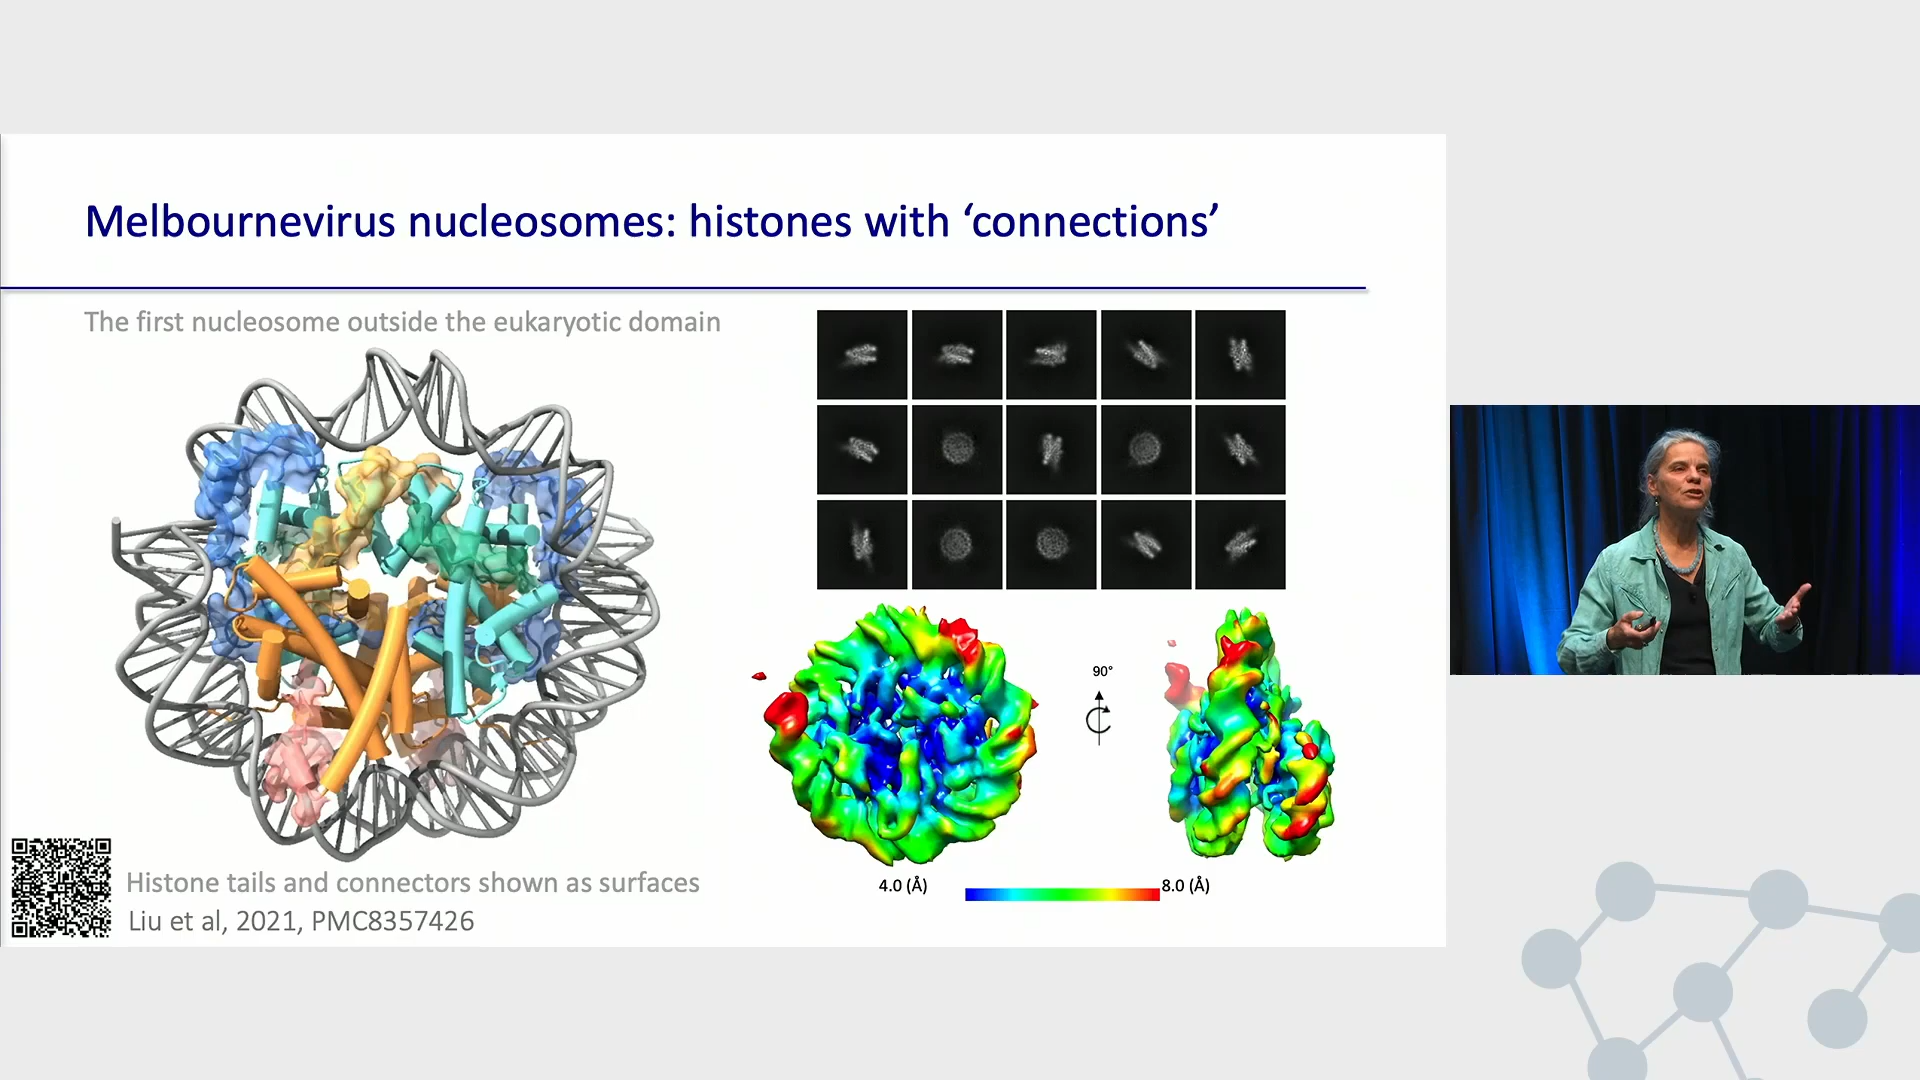 Melbournevirus nucleosomes: histones with ‘connections’
The first nucleosome outside the eukaryotic domain
90°
4.0 (Å)
8.0 (Å)
Histone tails and connectors shown as surfaces
Liu et al, 2021, PMC8357426